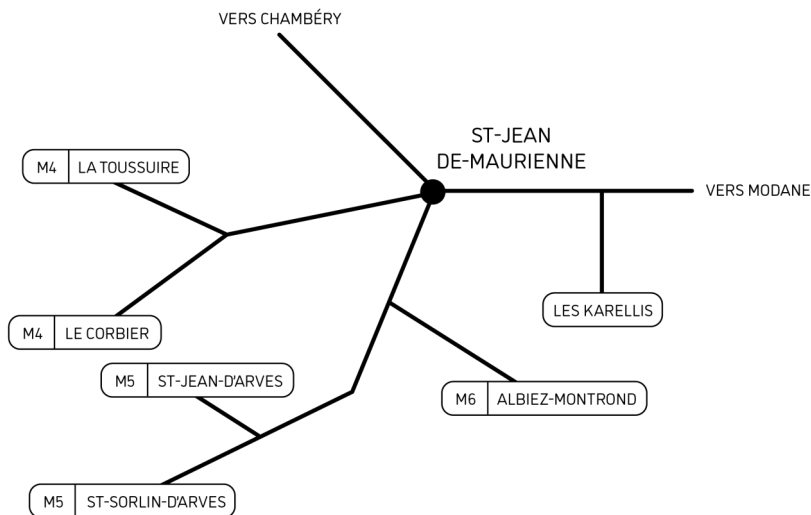 VERS CHAMBÉRY
ST-JEAN
DE-MAURIENNE
M4 LA TOUSSUIRE
VERS MODANE
LES KARELLIS
M4 LE CORBIER
M5 ST-JEAN-D'ARVES
M6 ALBIEZ-MONTROND
M5 ST-SORLIN-D'ARVES